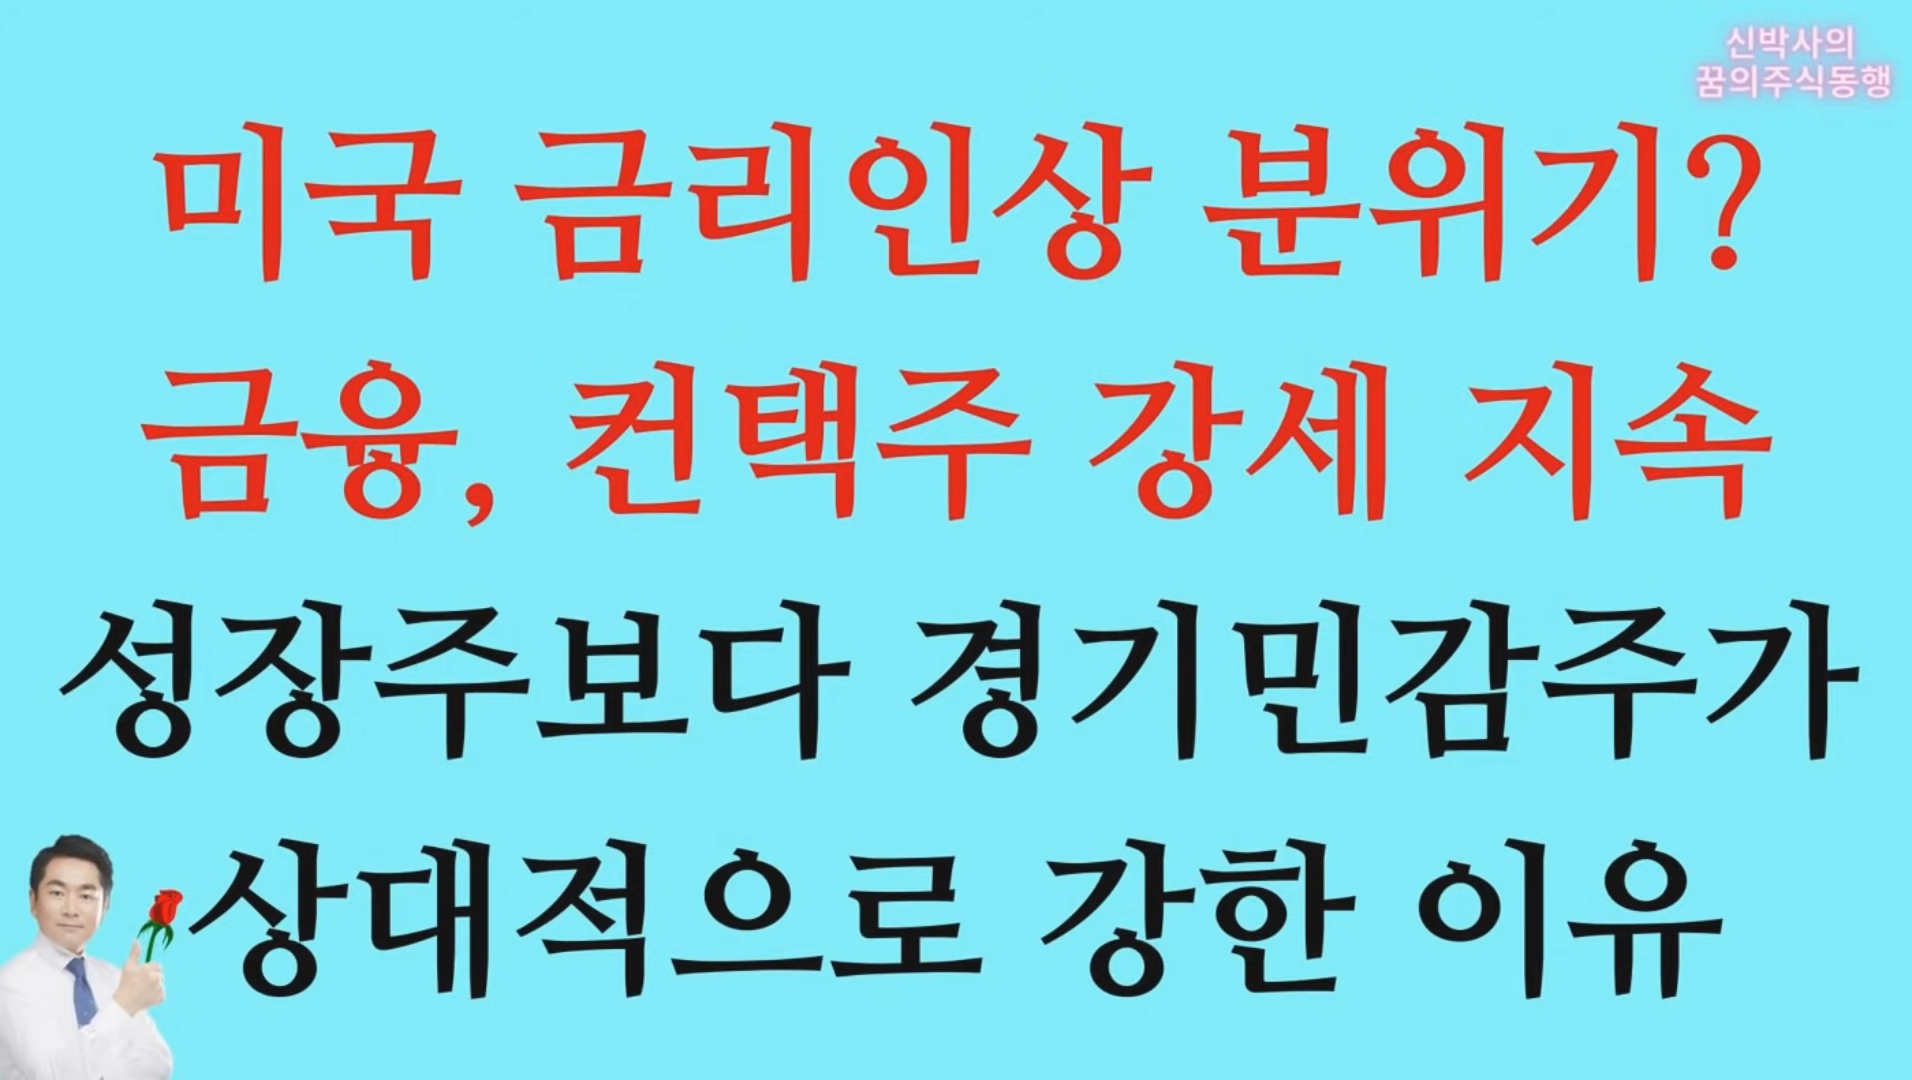 신박사의
꿈의주식동행
미국 금리인상 분위기?
금융, 컨택주 강세 지속
성장주보다 경기민감주가
상대적으로 강한 이유